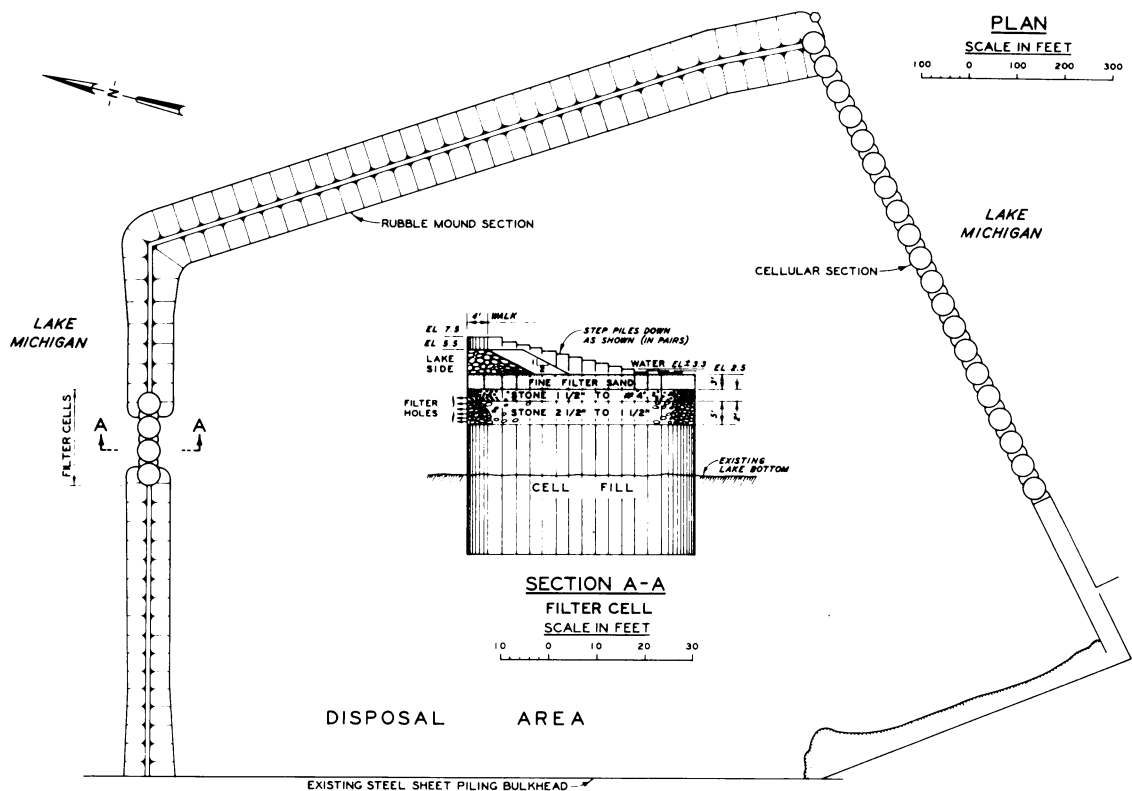 PLAN
SCALE IN FEET
100 0 100 200 300
N
RUBBLE MOUND SECTION
LAKE
MICHIGAN
CELLULAR SECTION
LAKE
MICHIGAN
4' WALK
EL 7.5
EL 5.5
STEP PILES DOWN
AS SHOWN (IN PAIRS)
LAKE
SIDE
WATER EL 3.3
EL 2.5
FINE FILTER SAND
STONE 1 1/2" TO #4
STONE 2 1/2" TO 1 1/2"
FILTER
HOLES
FILTER CELLS
A A
EXISTING
LAKE BOTTOM
CELL FILL
SECTION A-A
FILTER CELL
SCALE IN FEET
10 0 10 20 30
DISPOSAL AREA
EXISTING STEEL SHEET PILING BULKHEAD